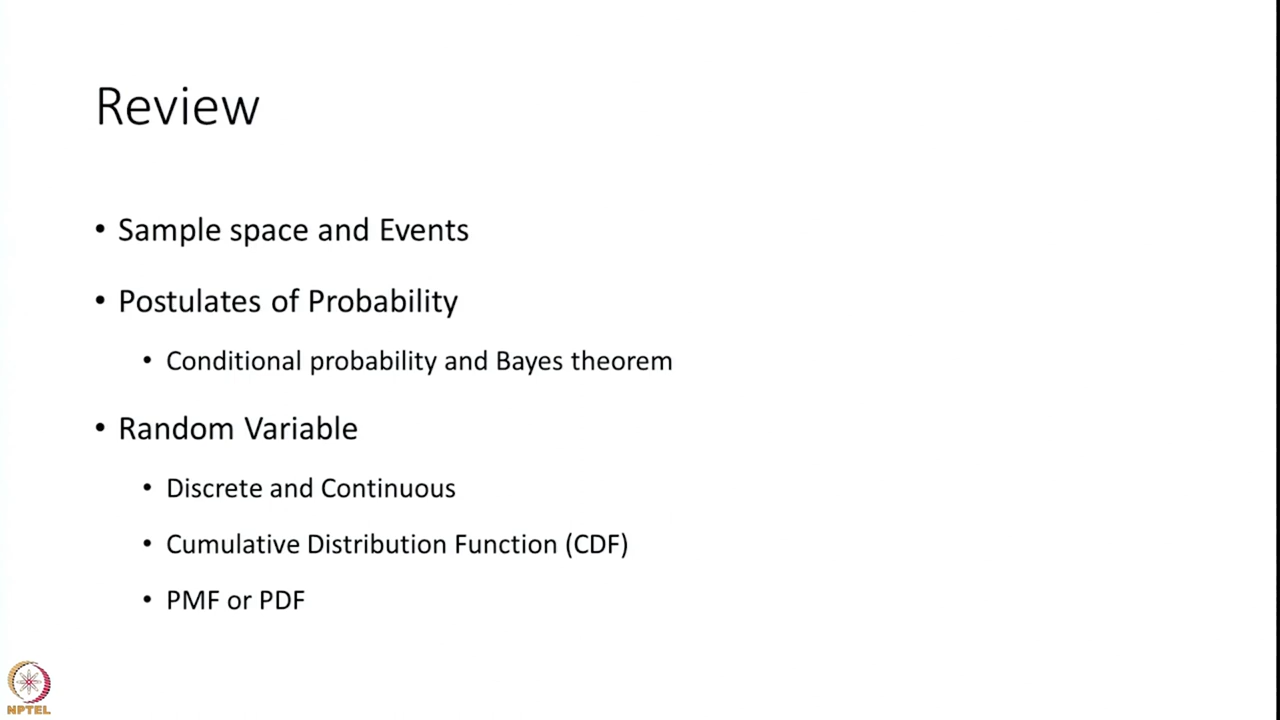 Review
• Sample space and Events
• Postulates of Probability
• Conditional probability and Bayes theorem
• Random Variable
• Discrete and Continuous
• Cumulative Distribution Function (CDF)
• PMF or PDF
NPTEL